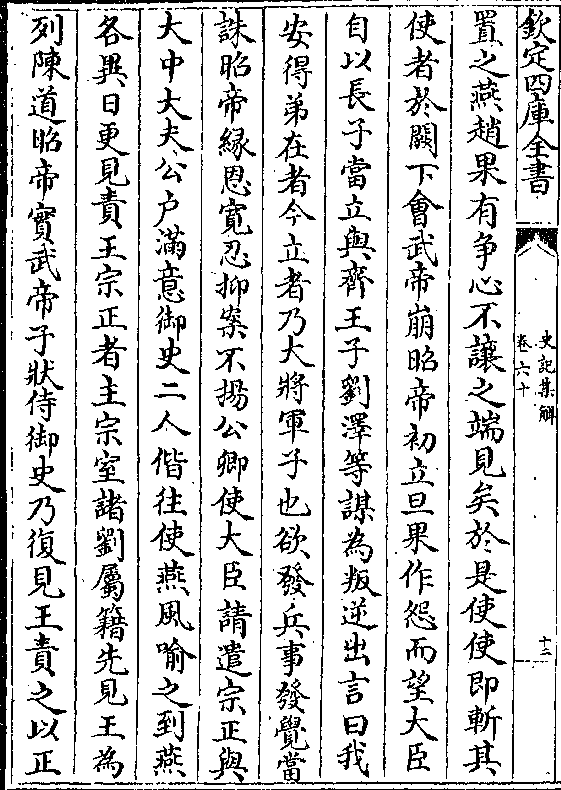 欽定四庫全書
史記集解
卷六十
十二
置之燕趙果有争心不讓之端見矣於是使使即斬其
使者於闕下會武帝崩昭帝初立旦果作怨而望大臣
自以長子當立與齊王子劉澤等謀為叛逆出言曰我
安得弟在者今立者乃大將軍子也欲發兵事發覺當
誅昭帝縁恩寛忍抑案不揚公卿使大臣請遣宗正與
大中大夫公户滿意御史二人偕往使燕風喻之到燕
各異日更見責王宗正者主宗室諸劉屬籍先見王為
列陳道昭帝實武帝子狀侍御史乃復見王責之以正